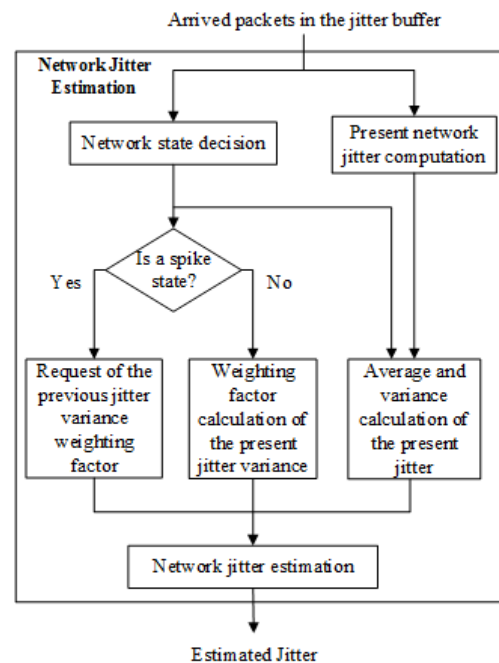 Arrived packets in the jitter buffer
Network Jitter
Estimation
Network state decision
Present network
jitter computation
Is a spike
state?
Yes
No
Request of the
previous jitter
variance
weighting
factor
Weighting
factor
calculation of
the present
jitter variance
Average and
variance
calculation of
the present
jitter
Network jitter estimation
Estimated Jitter